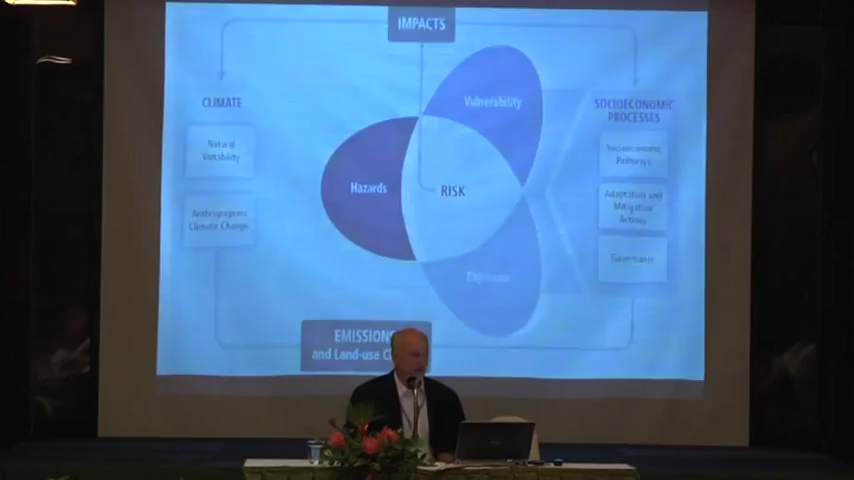 IMPACTS
CLIMATE
Natural
Variability
Anthropogenic
Climate Change
Vulnerability
Hazards
RISK
Exposure
SOCIOECONOMIC
PROCESSES
Socioeconomic
Pathways
Adaptation and
Mitigation
Actions
Governance
EMISSIONS
and Land-use